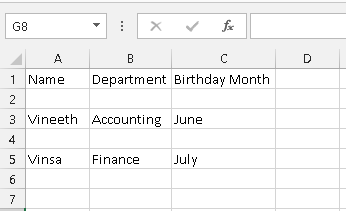 G8 fx
A B C D
1 Name Department Birthday Month
2
3 Vineeth Accounting June
4
5 Vinsa Finance July
6
7